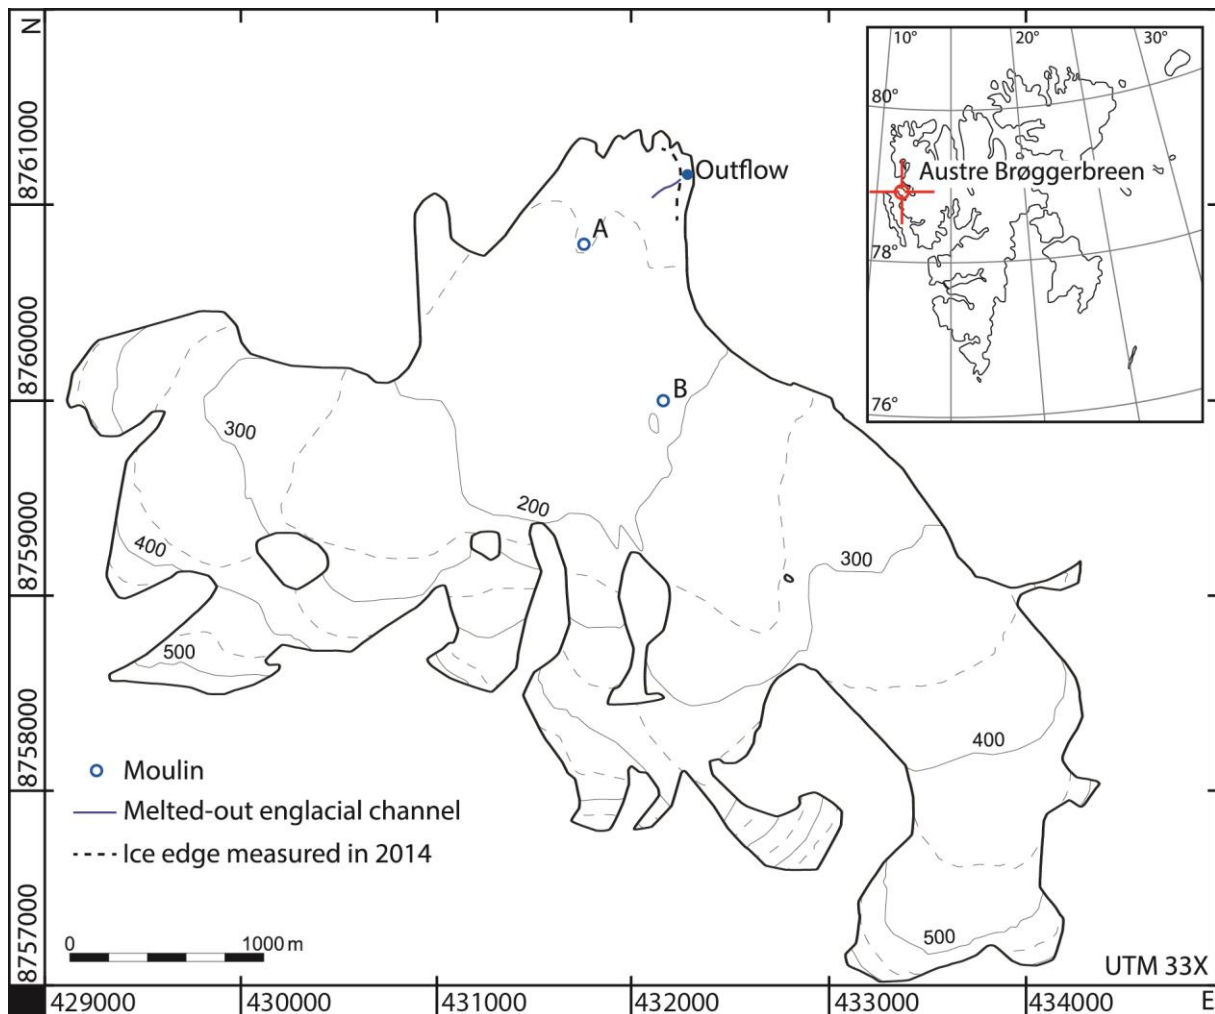 N
8761000
8760000
8759000
8758000
8757000
10°
20°
30°
80°
78°
76°
Austre Brøggerbreen
Outflow
A
B
300
200
400
500
300
400
500
Moulin
Melted-out englacial channel
Ice edge measured in 2014
0
1000 m
UTM 33X
429000
430000
431000
432000
433000
434000
E